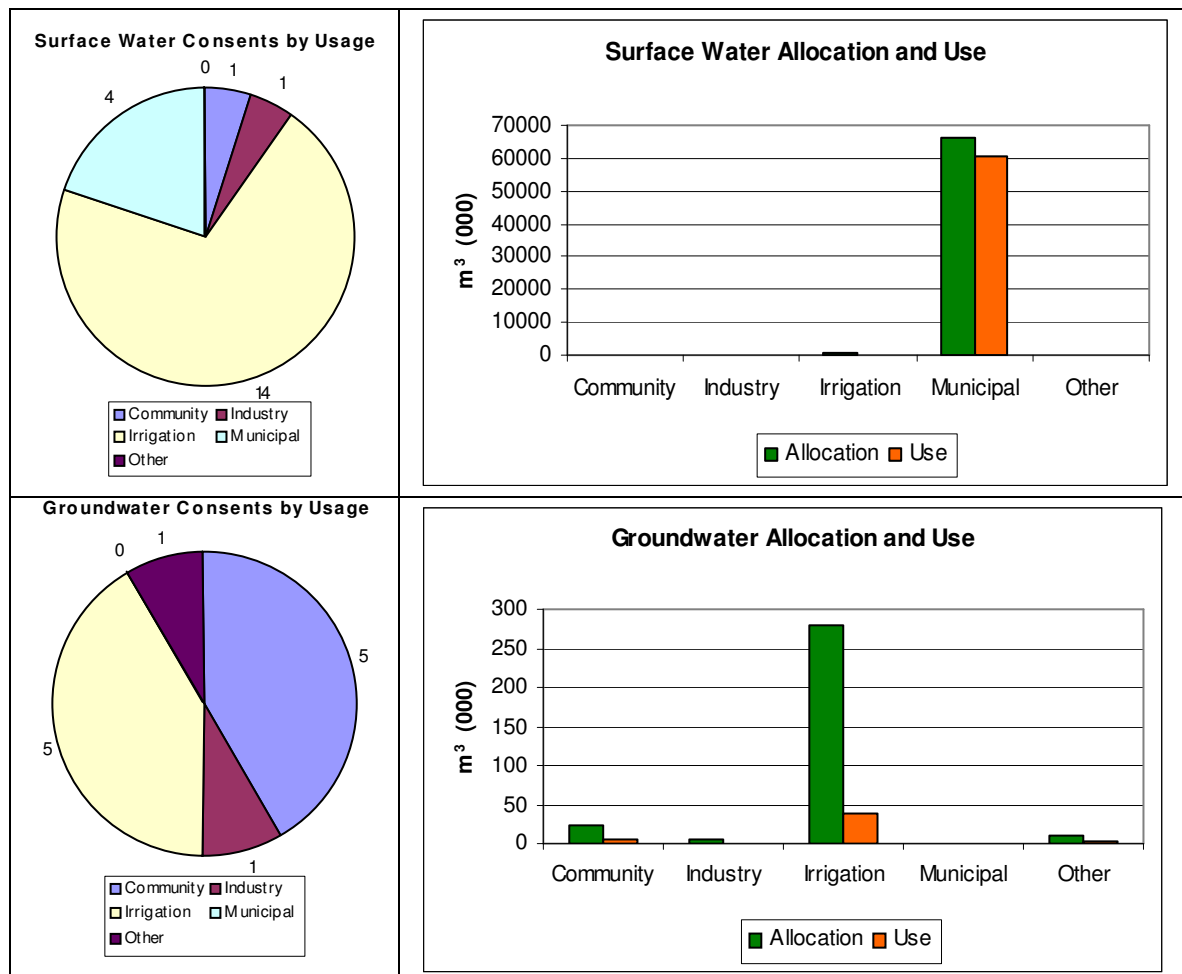 Surface Water Consents by Usage
0
1
1
4
14
Community Industry
Irrigation Municipal
Other
Surface Water Allocation and Use
m³ (000)
70000
60000
50000
40000
30000
20000
10000
0
Community Industry Irrigation Municipal Other
Allocation Use
Groundwater Consents by Usage
0
1
5
5
1
Community Industry
Irrigation Municipal
Other
Groundwater Allocation and Use
m³ (000)
300
250
200
150
100
50
0
Community Industry Irrigation Municipal Other
Allocation Use